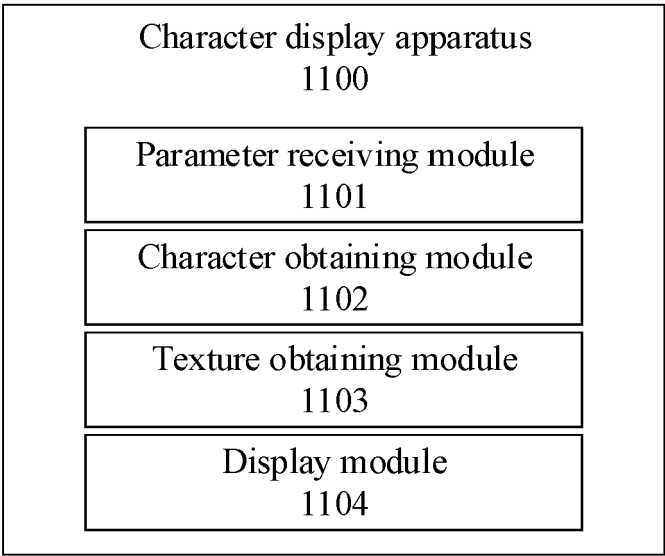 Character display apparatus
1100
Parameter receiving module
1101
Character obtaining module
1102
Texture obtaining module
1103
Display module
1104